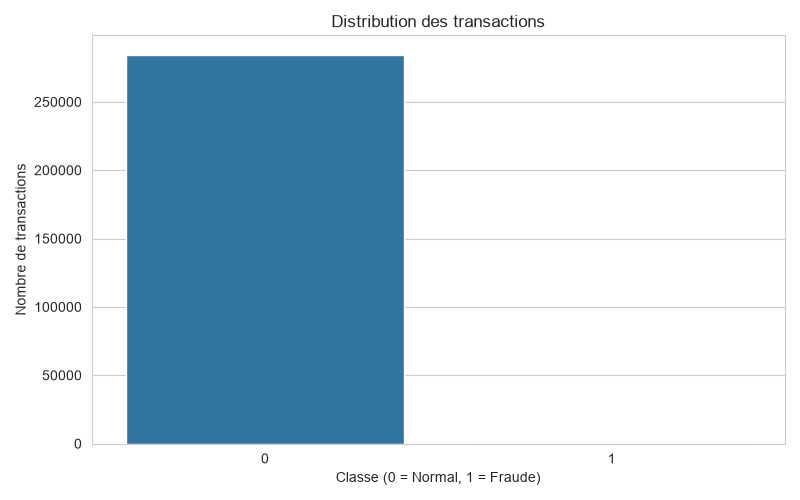 Distribution des transactions
Nombre de transactions
250000
200000
150000
100000
50000
0
0 1
Classe (0 = Normal, 1 = Fraude)